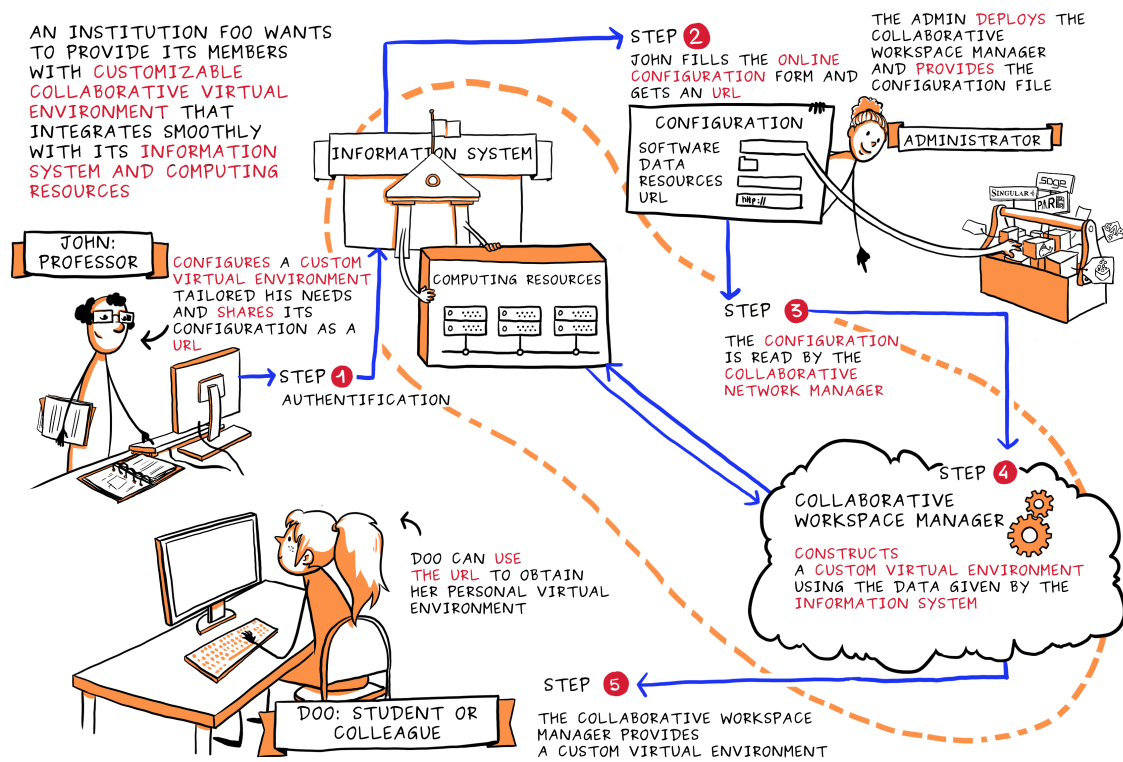 AN INSTITUTION FOO WANTS
TO PROVIDE ITS MEMBERS
WITH CUSTOMIZABLE
COLLABORATIVE VIRTUAL
ENVIRONMENT THAT
INTEGRATES SMOOTHLY
WITH ITS INFORMATION
SYSTEM AND COMPUTING
RESOURCES
JOHN:
PROFESSOR
CONFIGURES A CUSTOM
VIRTUAL ENVIRONMENT
TAILORED HIS NEEDS
AND SHARES ITS
CONFIGURATION AS A
URL
STEP 1
AUTHENTIFICATION
INFORMATION SYSTEM
COMPUTING RESOURCES
STEP 2
JOHN FILLS THE ONLINE
CONFIGURATION FORM AND
GETS AN URL
CONFIGURATION
SOFTWARE
DATA
RESOURCES
URL
http://
THE ADMIN DEPLOYS THE
COLLABORATIVE
WORKSPACE MANAGER
AND PROVIDES THE
CONFIGURATION FILE
ADMINISTRATOR
SINGULAR
sage
PARI
STEP 3
THE CONFIGURATION
IS READ BY THE
COLLABORATIVE
NETWORK MANAGER
STEP 4
COLLABORATIVE
WORKSPACE MANAGER
CONSTRUCTS
A CUSTOM VIRTUAL ENVIRONMENT
USING THE DATA GIVEN BY THE
INFORMATION SYSTEM
DOO CAN USE
THE URL TO OBTAIN
HER PERSONAL VIRTUAL
ENVIRONMENT
DOO: STUDENT OR
COLLEAGUE
STEP 5
THE COLLABORATIVE WORKSPACE
MANAGER PROVIDES
A CUSTOM VIRTUAL ENVIRONMENT